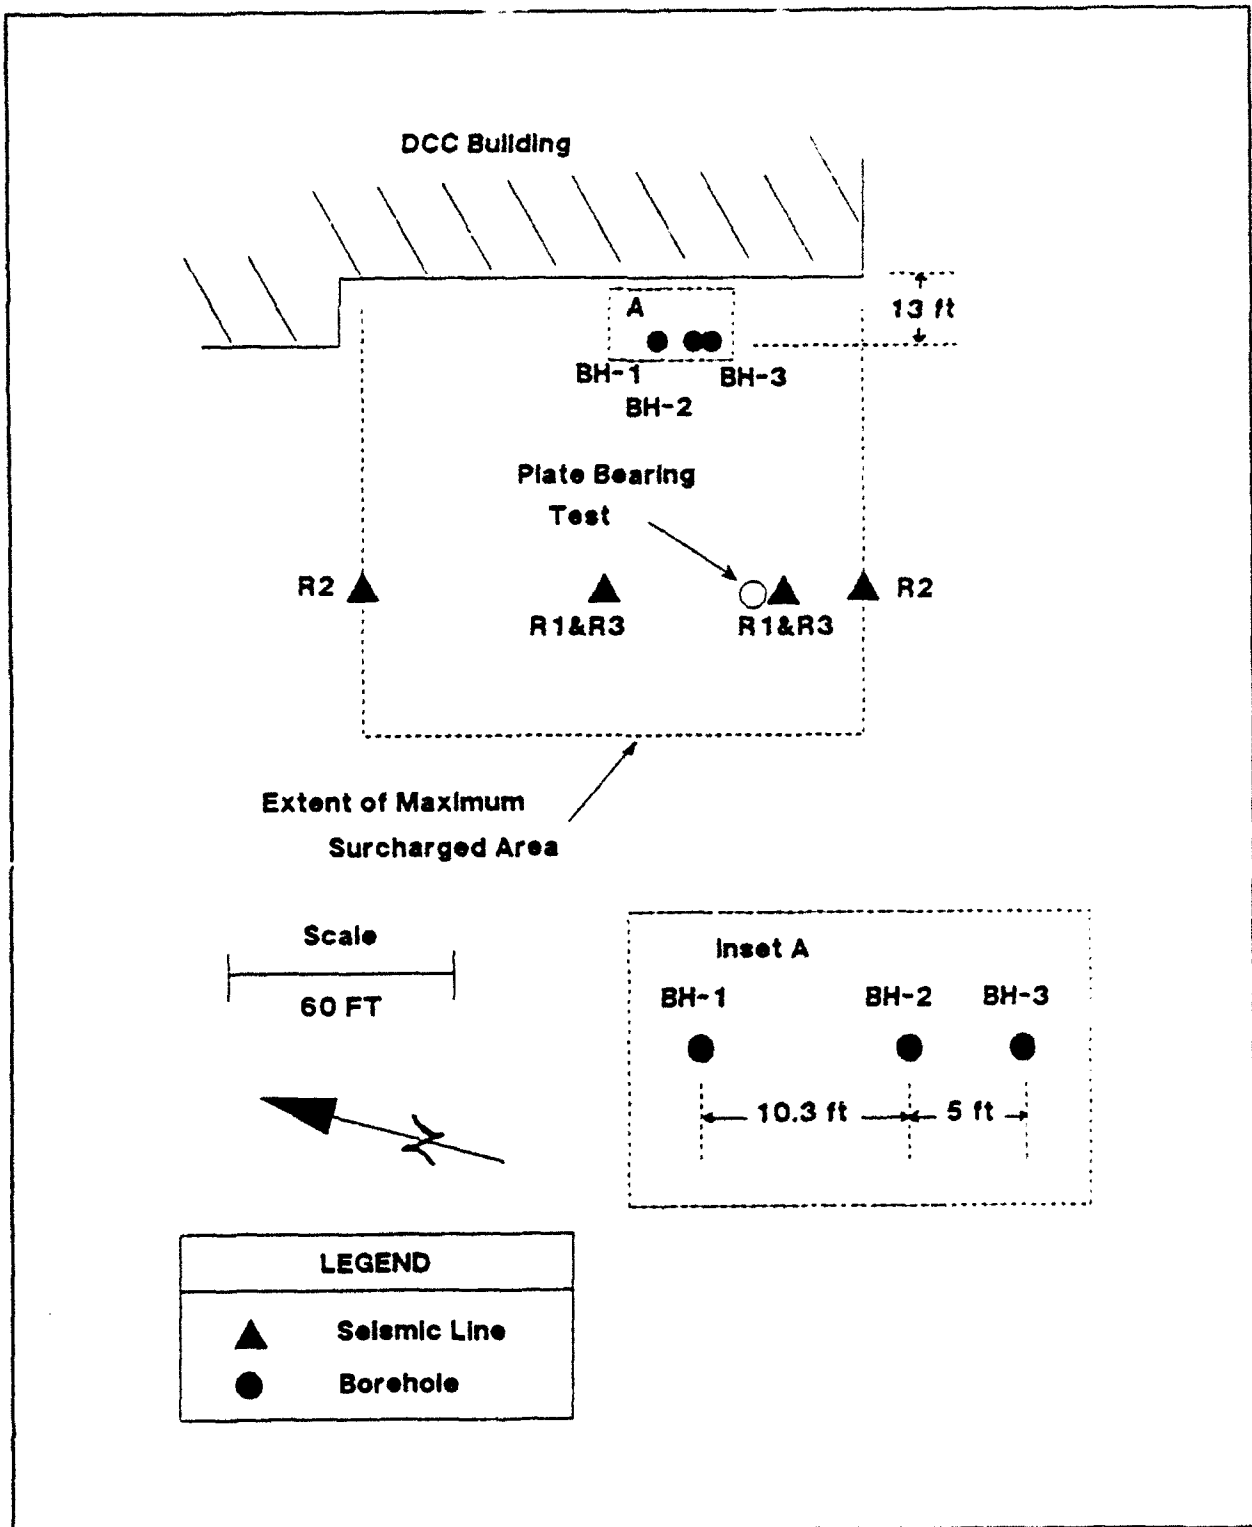 DCC Building
A
13 ft
BH-1
BH-3
BH-2
Plate Bearing
Test
R2
R2
R1&R3
R1&R3
Extent of Maximum
Surcharged Area
Scale
60 FT
Inset A
BH-1
BH-2
BH-3
10.3 ft
5 ft
N
LEGEND
Seismic Line
Borehole